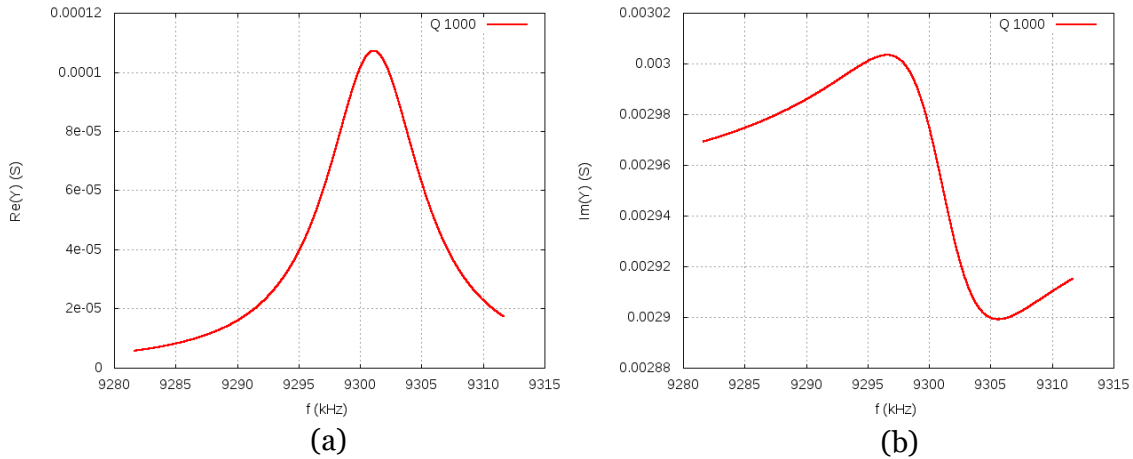 0.00012
0.0001
8e-05
6e-05
4e-05
2e-05
0
Re(Y) (S)
Q 1000
9280 9285 9290 9295 9300 9305 9310 9315
f (kHz)
(a)
0.00302
0.003
0.00298
0.00296
0.00294
0.00292
0.0029
0.00288
Im(Y) (S)
Q 1000
9280 9285 9290 9295 9300 9305 9310 9315
f (kHz)
(b)